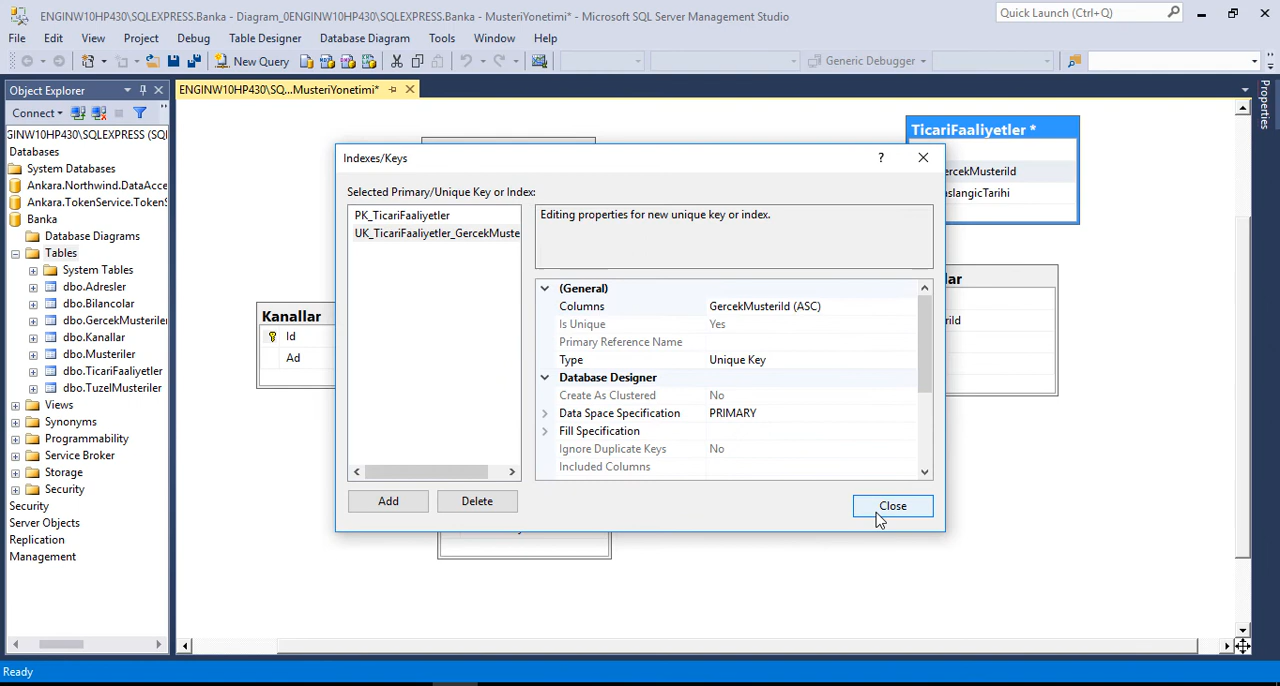 ENGINW10HP430\SQLEXPRESS.Banka - Diagram_0ENGINW10HP430\SQLEXPRESS.Banka - MusteriYonetimi* - Microsoft SQL Server Management Studio
Quick Launch (Ctrl+Q)
File Edit View Project Debug Table Designer Database Diagram Tools Window Help
New Query
Generic Debugger
Object Explorer
ENGINW10HP430\SQ...MusteriYonetimi*
Properties
Connect
GINW10HP430\SQLEXPRESS (SQ
Databases
System Databases
Ankara.Northwind.DataAcce
Ankara.TokenService.Token
Banka
Database Diagrams
Tables
System Tables
dbo.Adresler
dbo.Bilancolar
dbo.GercekMusteriler
dbo.Kanallar
dbo.Musteriler
dbo.TicariFaaliyetler
dbo.TuzelMusteriler
Views
Synonyms
Programmability
Service Broker
Storage
Security
Security
Server Objects
Replication
Management
TicariFaaliyetler *
ercekMusteriId
aslangicTarihi
Kanallar
Id
Ad
lar
riId
Indexes/Keys
Selected Primary/Unique Key or Index:
PK_TicariFaaliyetler
UK_TicariFaaliyetler_GercekMuste
Editing properties for new unique key or index.
(General)
Columns GercekMusteriId (ASC)
Is Unique Yes
Primary Reference Name
Type Unique Key
Database Designer
Create As Clustered No
Data Space Specification PRIMARY
Fill Specification
Ignore Duplicate Keys No
Included Columns
Add Delete Close
Ready